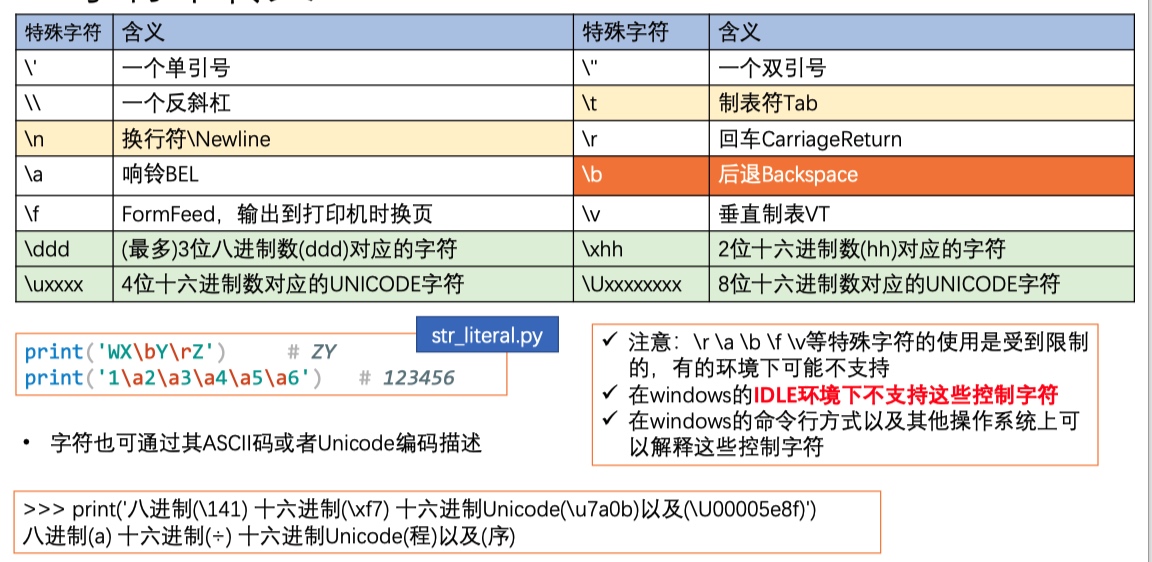 特殊字符 含义 特殊字符 含义
\' 一个单引号 \" 一个双引号
\\ 一个反斜杠 \t 制表符Tab
\n 换行符\Newline \r 回车CarriageReturn
\a 响铃BEL \b 后退Backspace
\f FormFeed，输出到打印机时换页 \v 垂直制表VT
\ddd (最多)3位八进制数(ddd)对应的字符 \xhh 2位十六进制数(hh)对应的字符
\uxxxx 4位十六进制数对应的UNICODE字符 \Uxxxxxxxx 8位十六进制数对应的UNICODE字符
str_literal.py
print('WX\bY\rZ') # ZY
print('1\a2\a3\a4\a5\a6') # 123456
✓ 注意：\r \a \b \f \v等特殊字符的使用是受到限制
的，有的环境下可能不支持
✓ 在windows的IDLE环境下不支持这些控制字符
✓ 在windows的命令行方式以及其他操作系统上可
以解释这些控制字符
• 字符也可通过其ASCII码或者Unicode编码描述
>>> print('八进制(\141) 十六进制(\xf7) 十六进制Unicode(\u7a0b)以及(\U00005e8f)')
八进制(a) 十六进制(÷) 十六进制Unicode(程)以及(序)